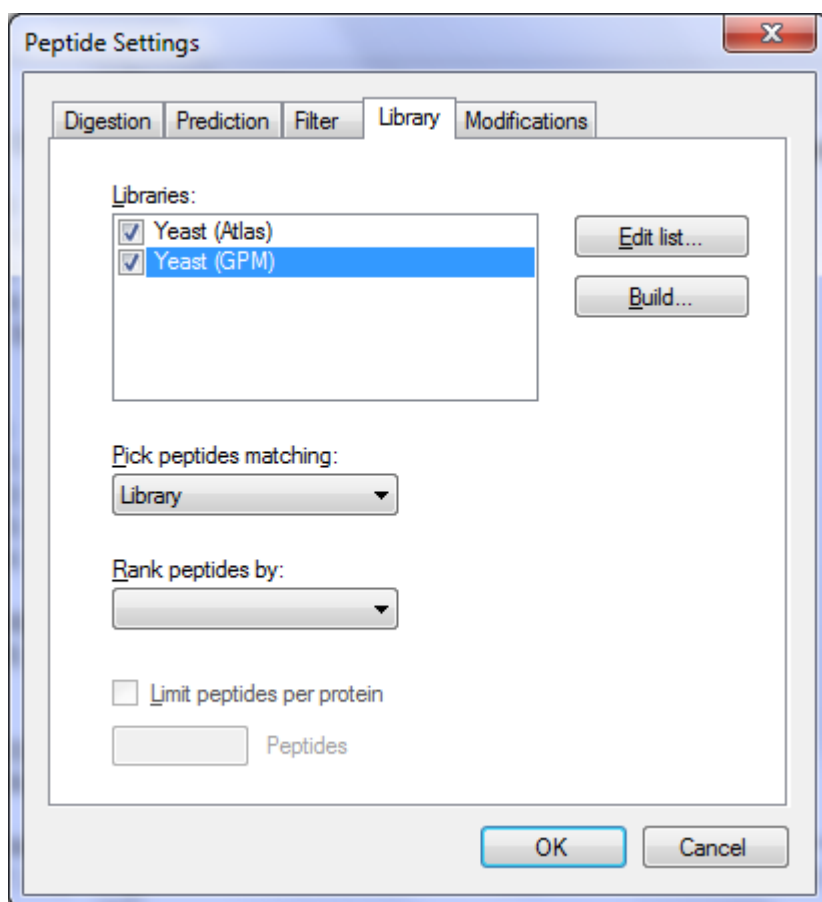 Peptide Settings
Digestion Prediction Filter Library Modifications
Libraries:
Yeast (Atlas)
Yeast (GPM)
Edit list...
Build...
Pick peptides matching:
Library
Rank peptides by:
Limit peptides per protein
Peptides
OK Cancel